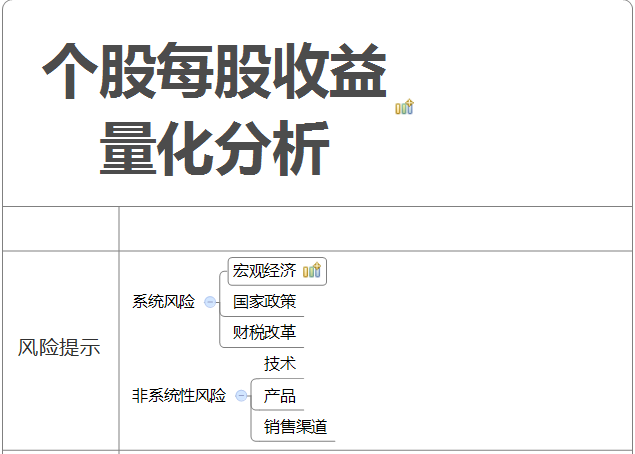 个股每股收益
量化分析
风险提示
系统风险
宏观经济
国家政策
财税改革
非系统性风险
技术
产品
销售渠道